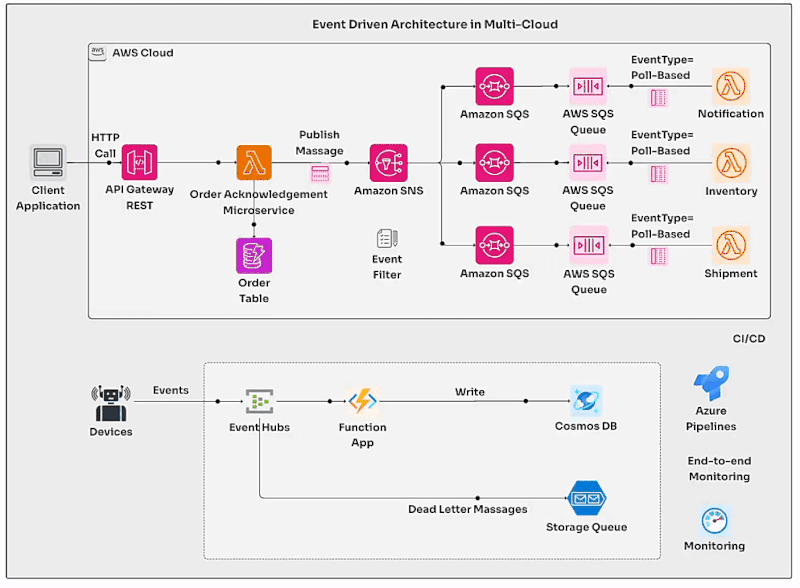 Event Driven Architecture in Multi-Cloud
aws
AWS Cloud
HTTP
Call
Client
Application
API Gateway
REST
Order Acknowledgement
Microservice
Order
Table
Publish
Massage
Amazon SNS
Event
Filter
Amazon SQS
AWS SQS
Queue
EventType=
Poll-Based
Notification
Amazon SQS
AWS SQS
Queue
EventType=
Poll-Based
Inventory
Amazon SQS
AWS SQS
Queue
EventType=
Poll-Based
Shipment
CI/CD
Devices
Events
Event Hubs
Function
App
Write
Cosmos DB
Dead Letter Massages
Storage Queue
Azure
Pipelines
End-to-end
Monitoring
Monitoring